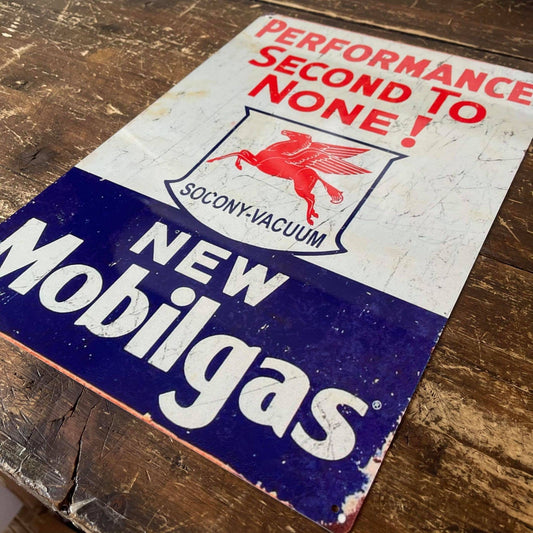 PERFORMANCE
SECOND TO
NONE!
SOCONY-VACUUM
NEW
Mobilgas®